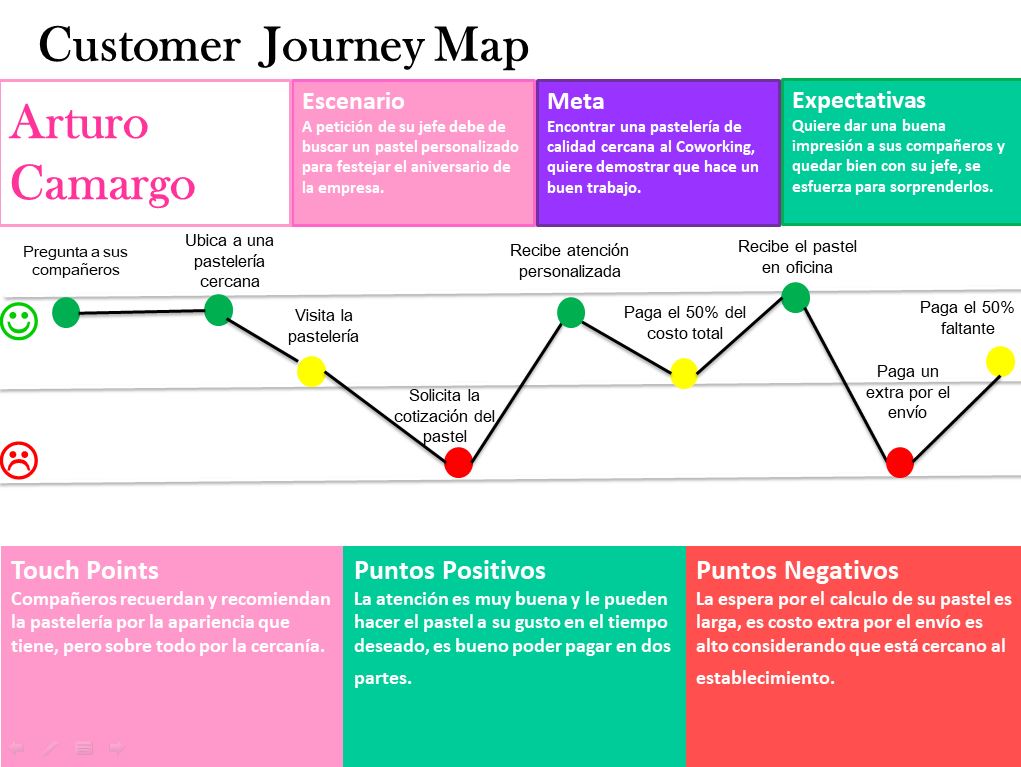 Customer Journey Map
Arturo
Camargo
Escenario
A petición de su jefe debe de
buscar un pastel personalizado
para festejar el aniversario de
la empresa.
Meta
Encontrar una pastelería de
calidad cercana al Coworking,
quiere demostrar que hace un
buen trabajo.
Expectativas
Quiere dar una buena
impresión a sus compañeros y
quedar bien con su jefe, se
esfuerza para sorprenderlos.
Pregunta a sus
compañeros
Ubica a una
pastelería
cercana
Visita la
pastelería
Solicita la
cotización del
pastel
Recibe atención
personalizada
Paga el 50% del
costo total
Recibe el pastel
en oficina
Paga un
extra por el
envío
Paga el 50%
faltante
Touch Points
Compañeros recuerdan y recomiendan
la pastelería por la apariencia que
tiene, pero sobre todo por la cercanía.
Puntos Positivos
La atención es muy buena y le pueden
hacer el pastel a su gusto en el tiempo
deseado, es bueno poder pagar en dos
partes.
Puntos Negativos
La espera por el calculo de su pastel es
larga, es costo extra por el envío es
alto considerando que está cercano al
establecimiento.